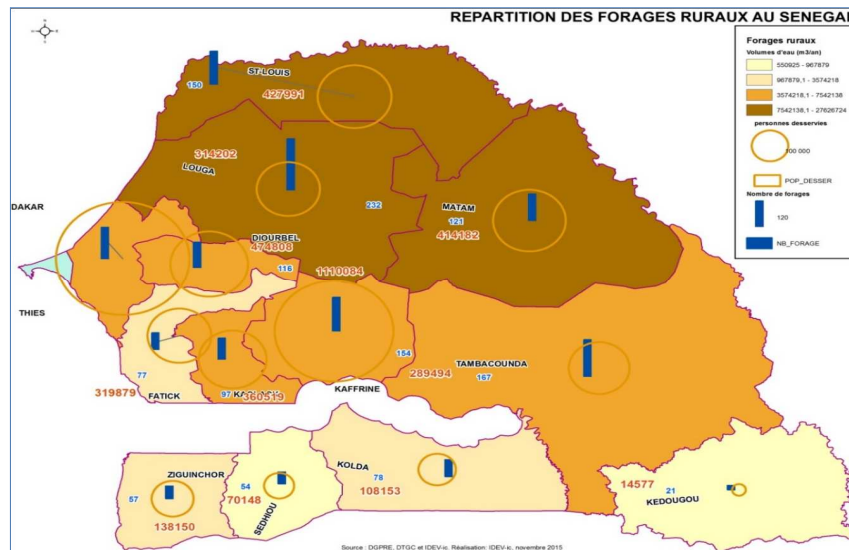 REPARTITION DES FORAGES RURAUX AU SENEGAL
Forages ruraux
Volumes d'eau (m3/an)
550925 - 967879
967879,1 - 3574218
3574218,1 - 7542138
7542138,1 - 27626724
personnes desservies
100 000
POP_DESSER
Nombre de forages
120
NB_FORAGE
ST-LOUIS
150
427991
314202
LOUGA
232
MATAM
121
414182
DAKAR
DIOURBEL
474808
116
1110084
THIES
154
TAMBACOUNDA
289494
167
77
319879
FATICK
97
360519
KAFFRINE
ZIGUINCHOR
57
138150
54
70148
SEDHIOU
KOLDA
78
108153
14577
21
KEDOUGOU
Source : DGPRE, DTGC et IDEV-ic. Réalisation: IDEV-ic, novembre 2015